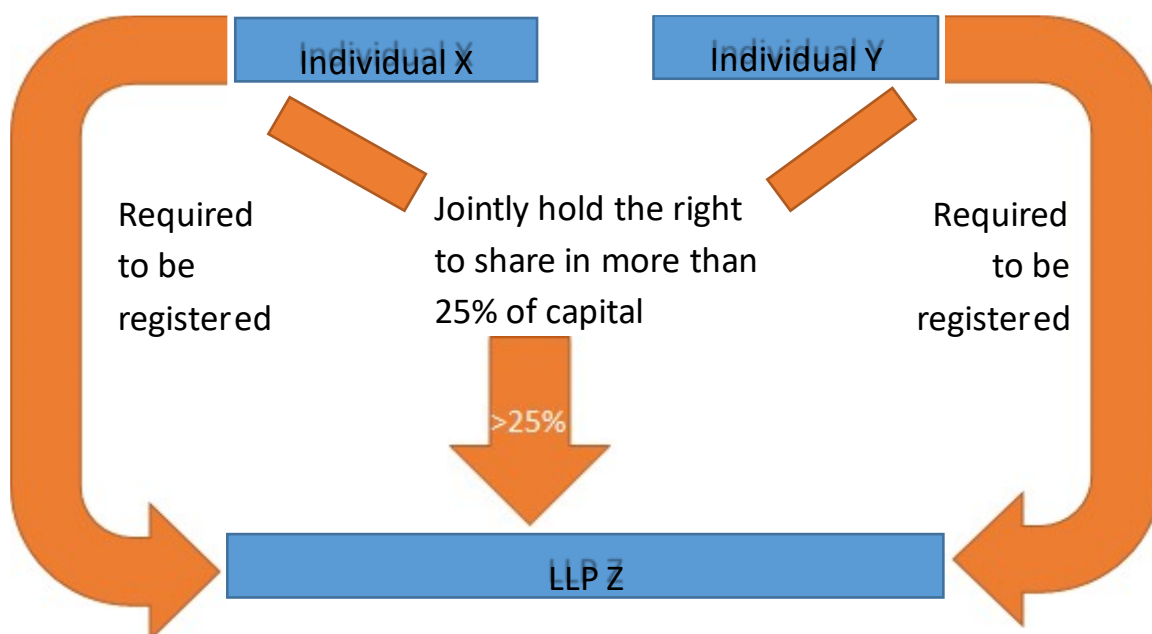 Individual X
Individual Y
Required
to be
registered
Jointly hold the right
to share in more than
25% of capital
Required
to be
registered
>25%
LLP Z